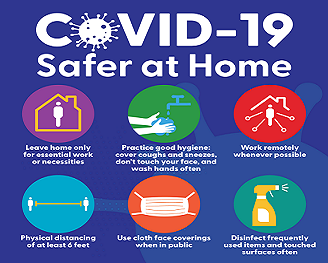 COVID-19
Safer at Home
Leave home only
for essential work
or necessities
Practice good hygiene:
cover coughs and sneezes,
don't touch your face, and
wash hands often
Work remotely
whenever possible
Physical distancing
of at least 6 feet
Use cloth face coverings
when in public
Disinfect frequently
used items and touched
surfaces often